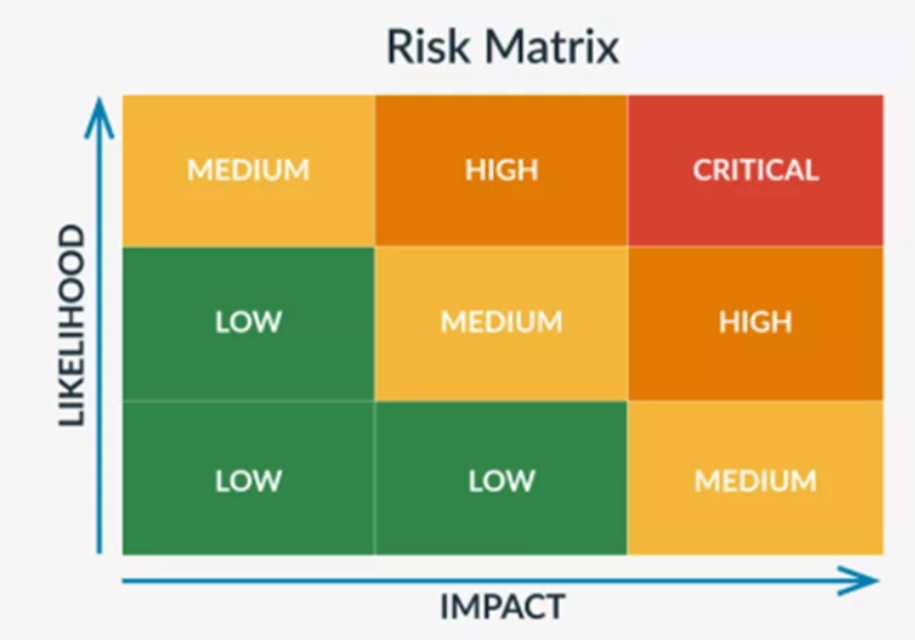 Risk Matrix
MEDIUM HIGH CRITICAL
LOW MEDIUM HIGH
LIKELIHOOD
LOW LOW MEDIUM
IMPACT